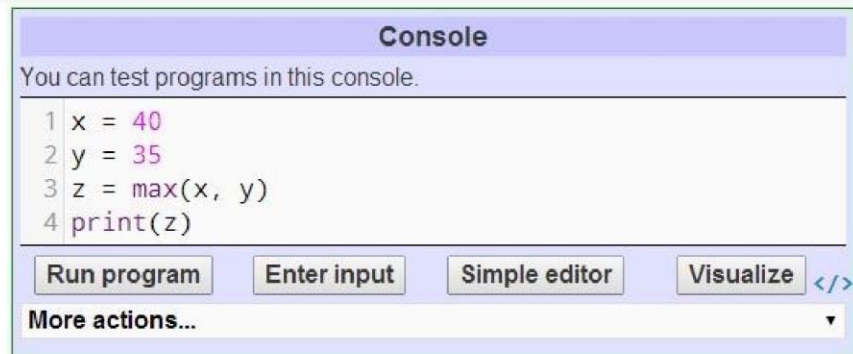 Console
You can test programs in this console.
1 x = 40
2 y = 35
3 z = max(x, y)
4 print(z)
Run program Enter input Simple editor Visualize </>
More actions... ▼